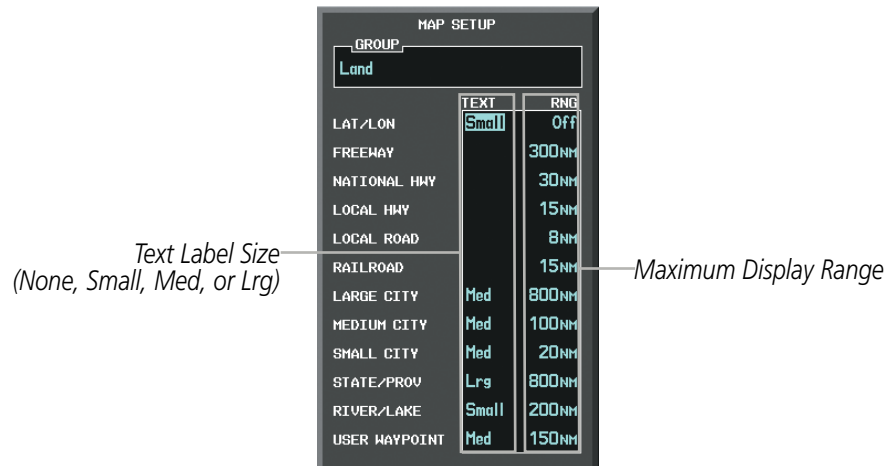 MAP SETUP
GROUP
Land
TEXT RNG
LAT/LON Small Off
FREEWAY 300NM
NATIONAL HWY 30NM
LOCAL HWY 15NM
LOCAL ROAD 8NM
RAILROAD 15NM
LARGE CITY Med 800NM
MEDIUM CITY Med 100NM
SMALL CITY Med 20NM
STATE/PROV Lrg 800NM
RIVER/LAKE Small 200NM
USER WAYPOINT Med 150NM
Text Label Size
(None, Small, Med, or Lrg)
Maximum Display Range